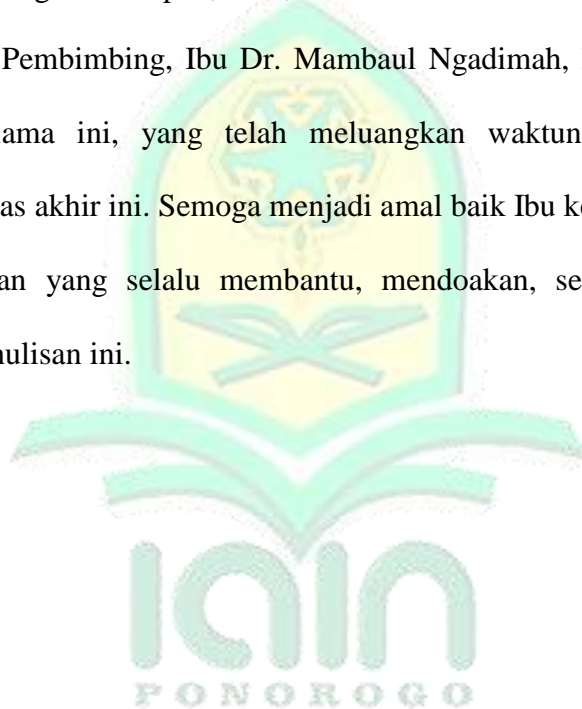 Pembimbing, Ibu Dr. Mambaul Ngadimah,
ama ini, yang telah meluangkan waktun
as akhir ini. Semoga menjadi amal baik Ibu k
an yang selalu membantu, mendoakan, se
nulisan ini.
iain
PONOROGO